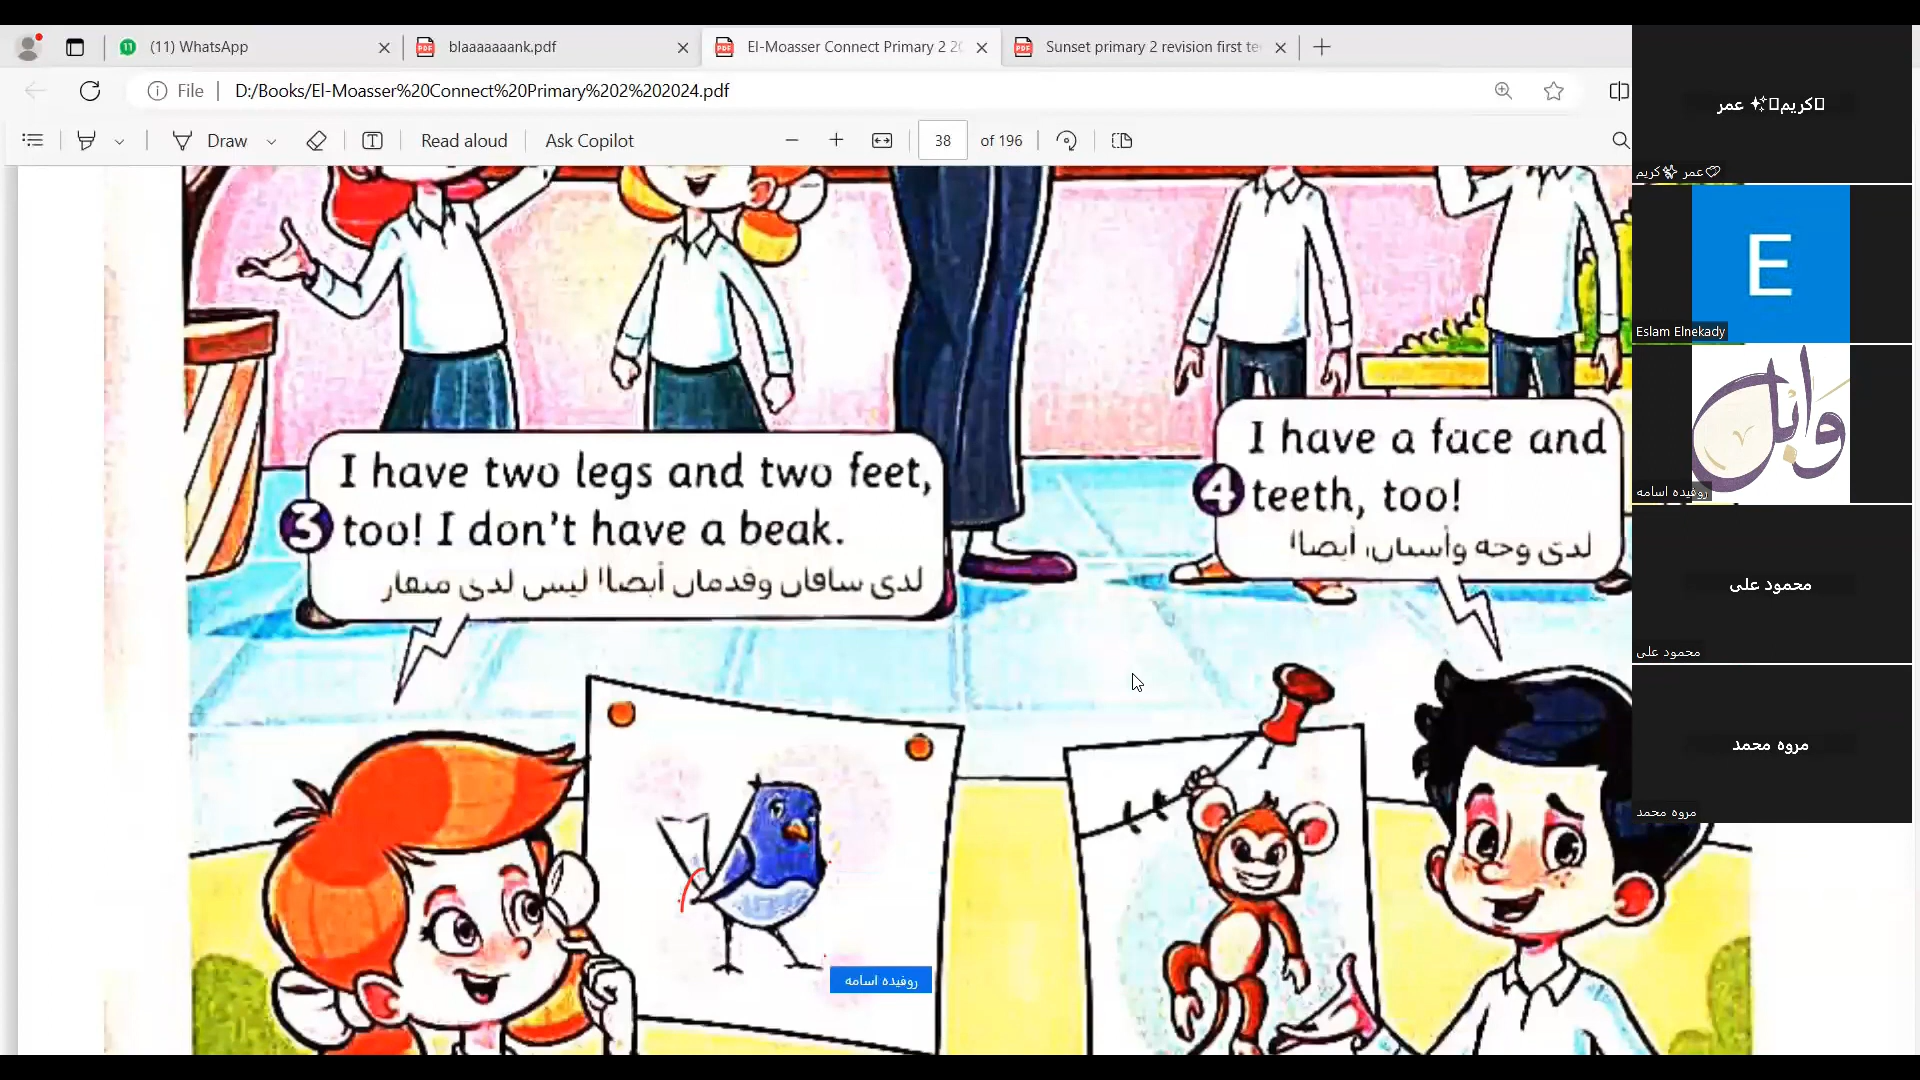 (11) WhatsApp
blaaaaaaank.pdf
El-Moasser Connect Primary 2 20
Sunset primary 2 revision first te
File
D:/Books/El-Moasser%20Connect%20Primary%202%202024.pdf
Draw
Read aloud
Ask Copilot
38
of 196
I have two legs and two feet,
3 too! I don't have a beak.
لدى ساقان وقدمان أيضا! ليس لدى منقار
I have a face and
4 teeth, too!
لدى وجه وأسنان، أيضا!
روفيده اسامه
كريم✨ عمر
عمر كريم
E
Eslam Elnekady
وابل
روفيده اسامه
محمود على
محمود على
مروه محمد
مروه محمد